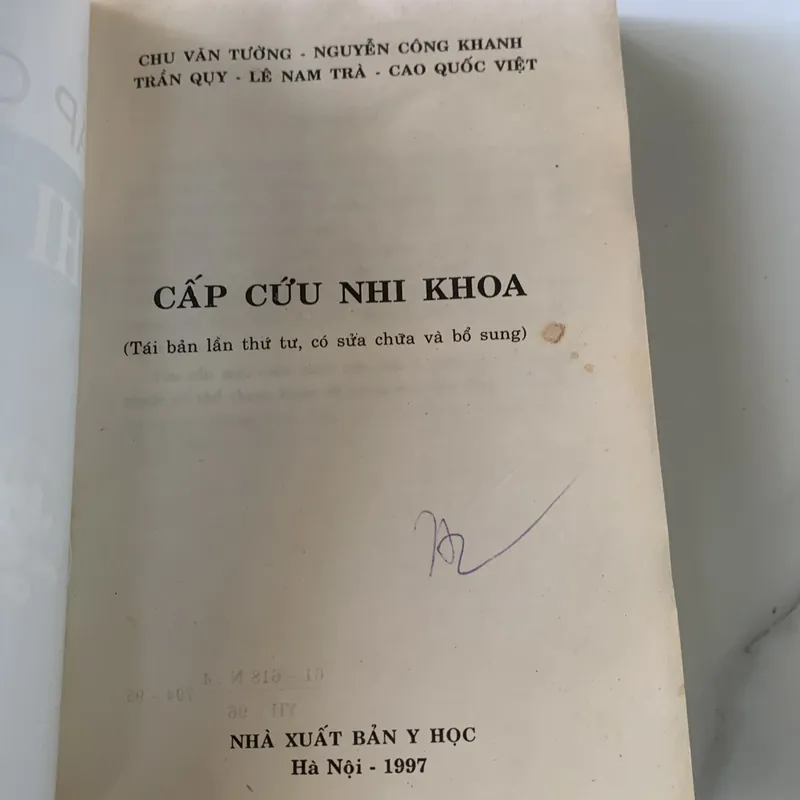 CHU VĂN TƯỜNG - NGUYỄN CÔNG KHANH
TRẦN QUỴ - LÊ NAM TRÀ - CAO QUỐC VIỆT
CẤP CỨU NHI KHOA
(Tái bản lần thứ tư, có sửa chữa và bổ sung)
NHÀ XUẤT BẢN Y HỌC
Hà Nội - 1997